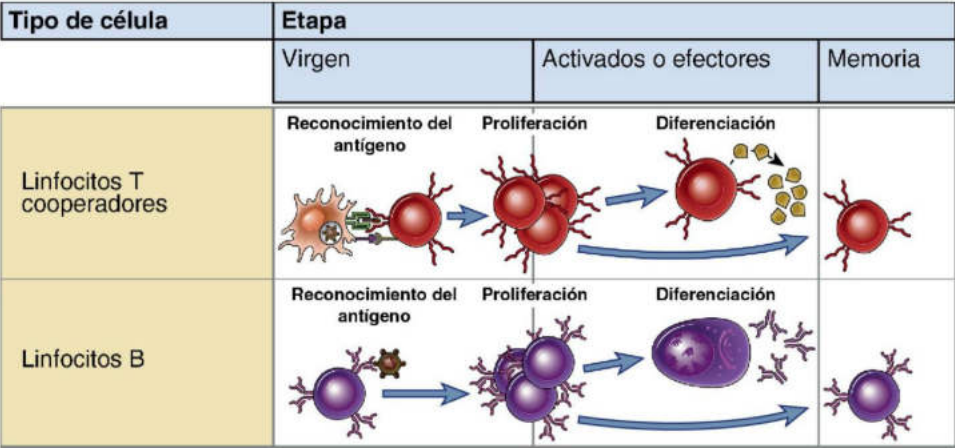 Tipo de célula
Etapa
Virgen
Activados o efectores
Memoria
Linfocitos T
cooperadores
Reconocimiento del
antígeno
Proliferación
Diferenciación
Linfocitos B
Reconocimiento del
antígeno
Proliferación
Diferenciación